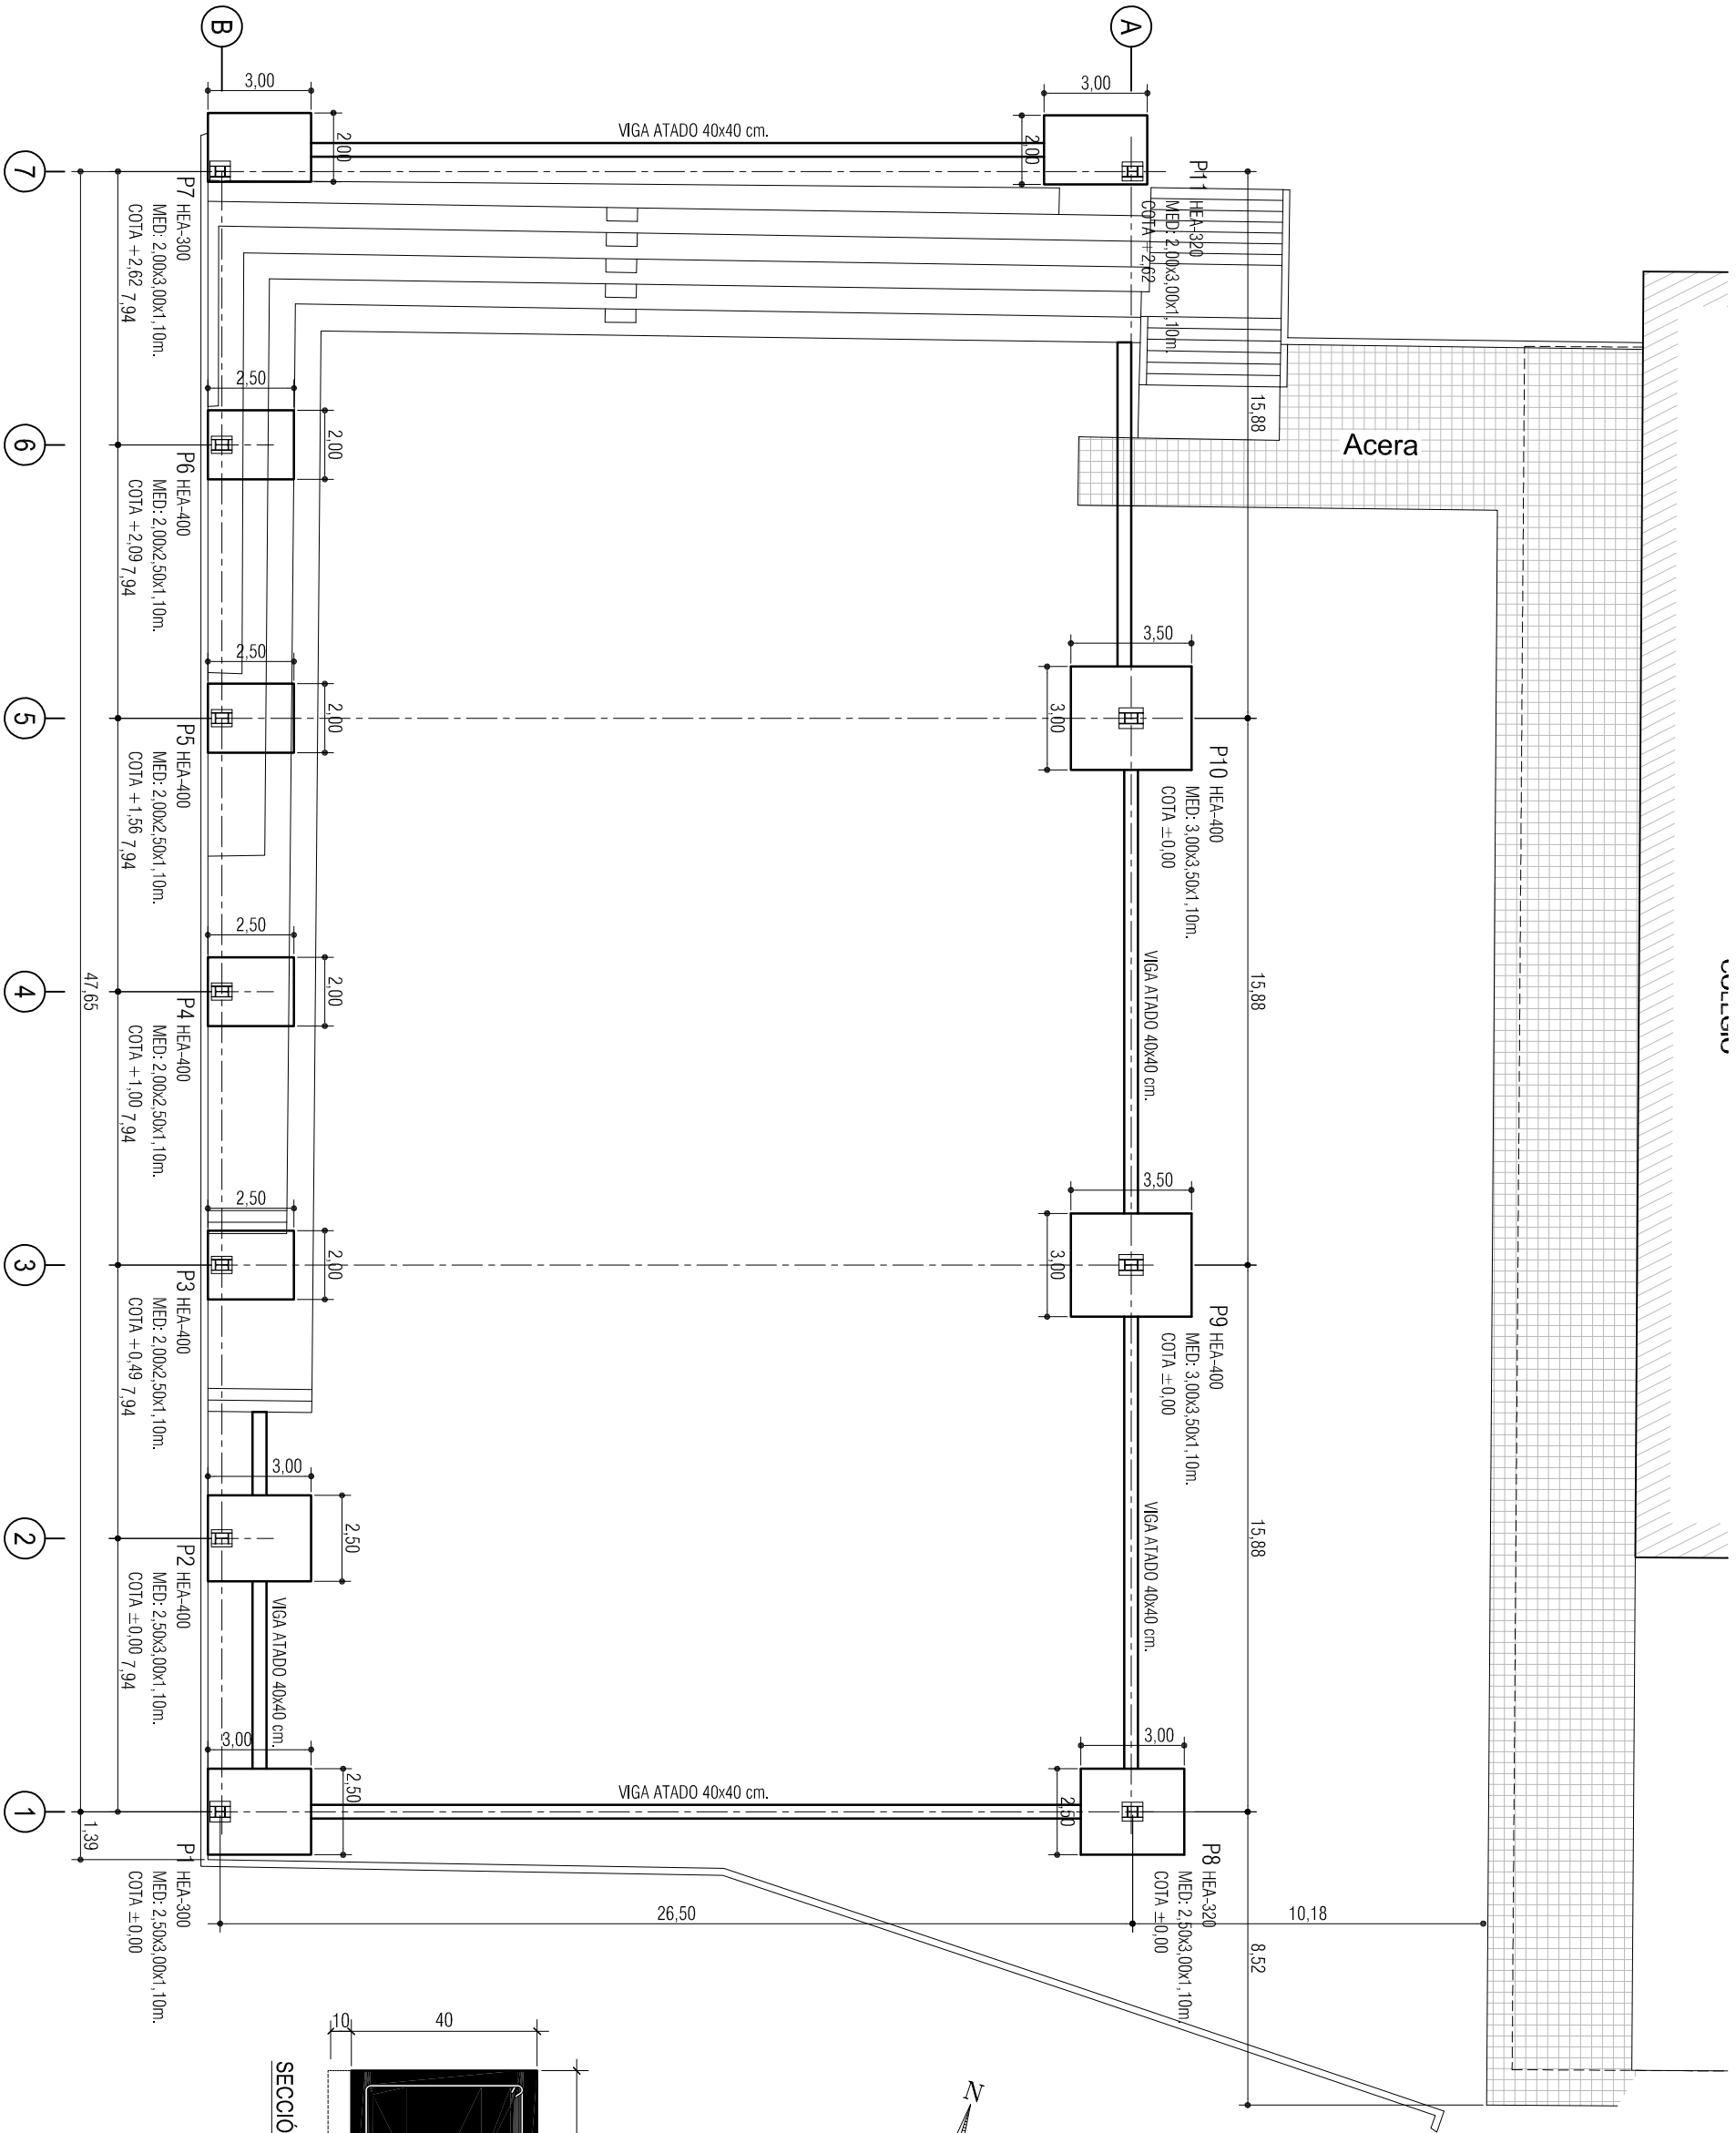 B
A
3,00
3,00
VIGA ATADO 40x40 cm.
2,00
2,00
7
P7 HEA-300
MED: 2,00x3,00x1,10m.
COTA +2,62
7,94
P11 HEA-320
MED: 2,00x3,00x1,10m.
COTA +2,62
15,88
Acera
2,50
2,00
6
P6 HEA-400
MED: 2,00x2,50x1,10m.
COTA +2,09
7,94
2,50
2,00
3,50
3,00
5
P5 HEA-400
MED: 2,00x2,50x1,10m.
COTA +1,56
7,94
P10 HEA-400
MED: 3,00x3,50x1,10m.
COTA ±0,00
VIGA ATADO 40x40 cm.
15,88
COLEGIO
2,50
2,00
4
47,65
P4 HEA-400
MED: 2,00x2,50x1,10m.
COTA +1,00
7,94
2,50
2,00
3,50
3,00
3
P3 HEA-400
MED: 2,00x2,50x1,10m.
COTA +0,49
7,94
P9 HEA-400
MED: 3,00x3,50x1,10m.
COTA ±0,00
VIGA ATADO 40x40 cm.
15,88
3,00
2,50
2
P2 HEA-400
MED: 2,50x3,00x1,10m.
COTA ±0,00
7,94
VIGA ATADO 40x40 cm.
3,00
2,50
VIGA ATADO 40x40 cm.
3,00
2,50
1
1,39
P1 HEA-300
MED: 2,50x3,00x1,10m.
COTA ±0,00
P8 HEA-320
MED: 2,50x3,00x1,10m.
COTA ±0,00
26,50
10,18
8,52
10
40
SECCIÓ
N